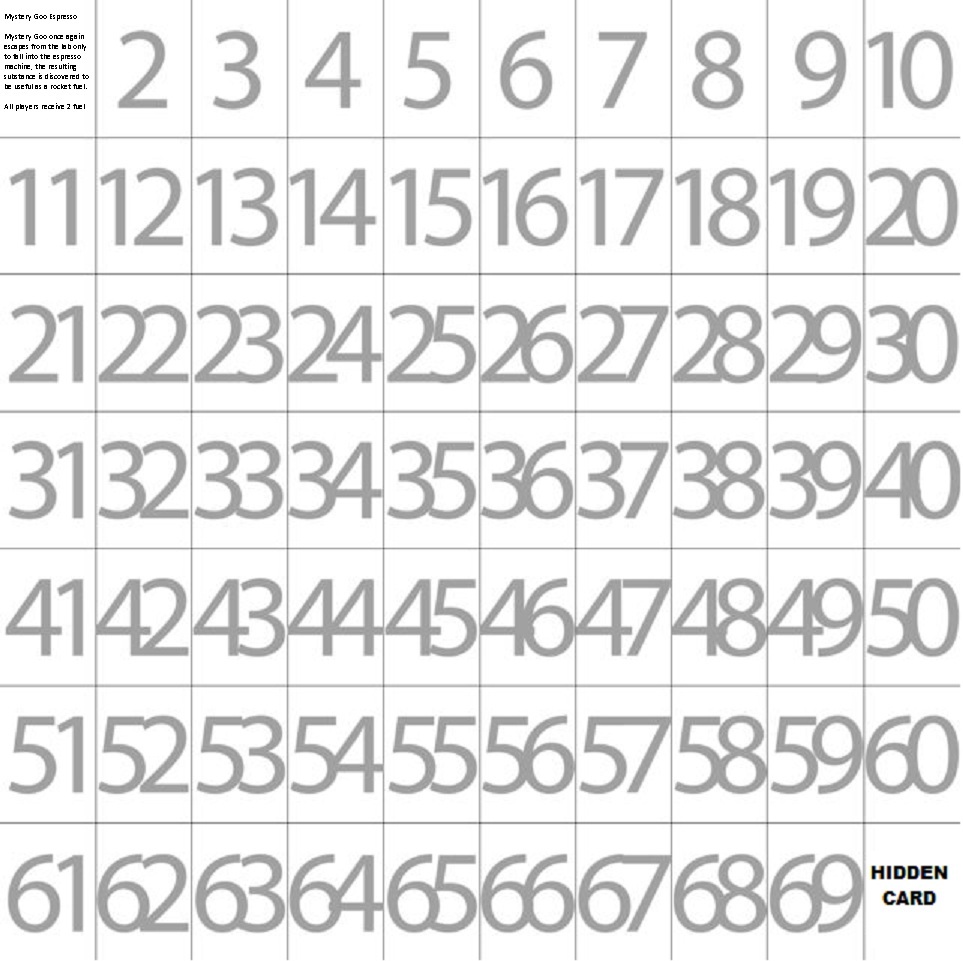 Mystery Goo Espresso
Mystery Goo once again
escapes from the lab only
to fall into the espresso
machine, the resulting
substance is discovered to
be useful as a rocket fuel.
All players receive 2 fuel
2 3 4 5 6 7 8 9 10
11 12 13 14 15 16 17 18 19 20
21 22 23 24 25 26 27 28 29 30
31 32 33 34 35 36 37 38 39 40
41 42 43 44 45 46 47 48 49 50
51 52 53 54 55 56 57 58 59 60
61 62 63 64 65 66 67 68 69
HIDDEN
CARD